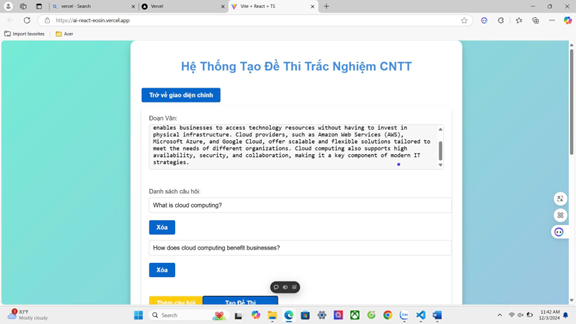 vercel - Search
Vercel
Vite + React + TS
https://ai-react-eosin.vercel.app
Import favorites
Acer
Hệ Thống Tạo Đề Thi Trắc Nghiệm CNTT
Trở về giao diện chính
Đoạn Văn:
enables businesses to access technology resources without having to invest in
physical infrastructure. Cloud providers, such as Amazon Web Services (AWS),
Microsoft Azure, and Google Cloud, offer scalable and flexible solutions tailored to
meet the needs of different organizations. Cloud computing also supports high
availability, security, and collaboration, making it a key component of modern IT
strategies.
Danh sách câu hỏi:
What is cloud computing?
Xóa
How does cloud computing benefit businesses?
Xóa
Thêm câu hỏi
Tạo Đề Thi
83°F
Mostly cloudy
Search
11:42 AM
12/3/2024